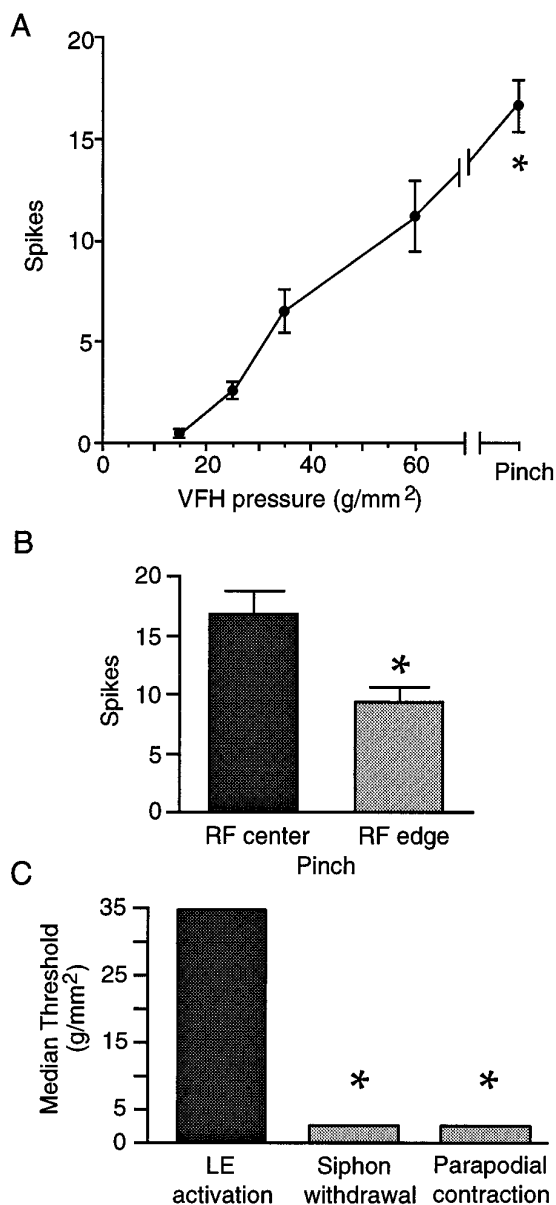 A
20
15
10
5
0
Spikes
0 20 40 60 Pinch
VFH pressure (g/mm²)
*
B
20
15
10
5
0
Spikes
*
RF center RF edge
Pinch
C
35
25
15
5
0
Median Threshold
(g/mm²)
* *
LE Siphon Parapodial
activation withdrawal contraction